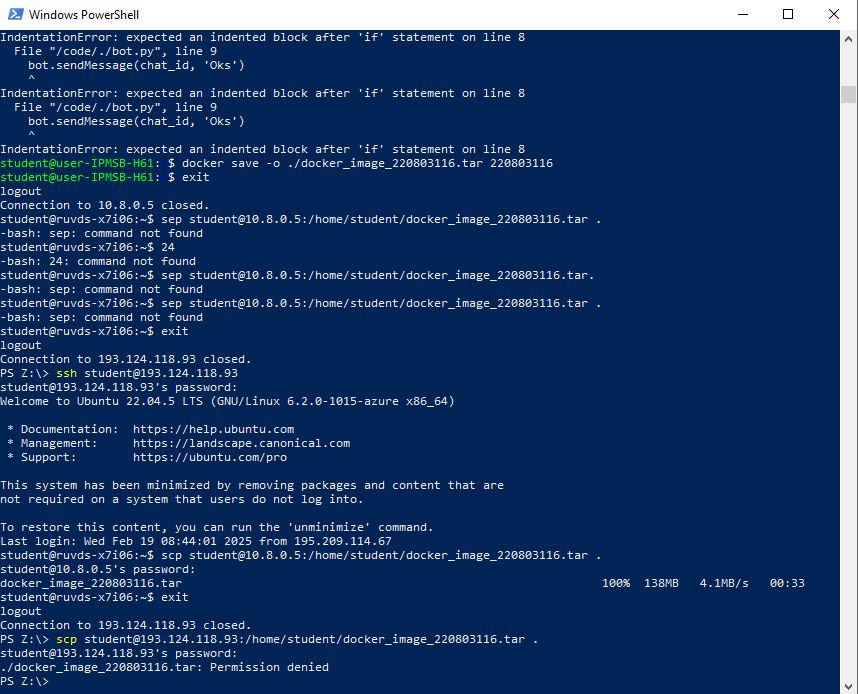 Windows PowerShell
IndentationError: expected an indented block after 'if' statement on line 8
  File "/code/./bot.py", line 9
    bot.sendMessage(chat_id, 'Oks')
    ^
IndentationError: expected an indented block after 'if' statement on line 8
  File "/code/./bot.py", line 9
    bot.sendMessage(chat_id, 'Oks')
    ^
IndentationError: expected an indented block after 'if' statement on line 8
student@user-IPMSB-H61: $ docker save -o ./docker_image_220803116.tar 220803116
student@user-IPMSB-H61: $ exit
logout
Connection to 10.8.0.5 closed.
student@ruvds-x7i06:~$ sep student@10.8.0.5:/home/student/docker_image_220803116.tar .
-bash: sep: command not found
student@ruvds-x7i06:~$ 24
-bash: 24: command not found
student@ruvds-x7i06:~$ sep student@10.8.0.5:/home/student/docker_image_220803116.tar.
-bash: sep: command not found
student@ruvds-x7i06:~$ sep student@10.8.0.5:/home/student/docker_image_220803116.tar .
-bash: sep: command not found
student@ruvds-x7i06:~$ exit
logout
Connection to 193.124.118.93 closed.
PS Z:\> ssh student@193.124.118.93
student@193.124.118.93's password:
Welcome to Ubuntu 22.04.5 LTS (GNU/Linux 6.2.0-1015-azure x86_64)
 * Documentation:  https://help.ubuntu.com
 * Management:     https://landscape.canonical.com
 * Support:        https://ubuntu.com/pro
This system has been minimized by removing packages and content that are
not required on a system that users do not log into.
To restore this content, you can run the 'unminimize' command.
Last login: Wed Feb 19 08:44:01 2025 from 195.209.114.67
student@ruvds-x7i06:~$ scp student@10.8.0.5:/home/student/docker_image_220803116.tar .
student@10.8.0.5's password:
docker_image_220803116.tar 100% 138MB 4.1MB/s 00:33
student@ruvds-x7i06:~$ exit
logout
Connection to 193.124.118.93 closed.
PS Z:\> scp student@193.124.118.93:/home/student/docker_image_220803116.tar .
student@193.124.118.93's password:
./docker_image_220803116.tar: Permission denied
PS Z:\>